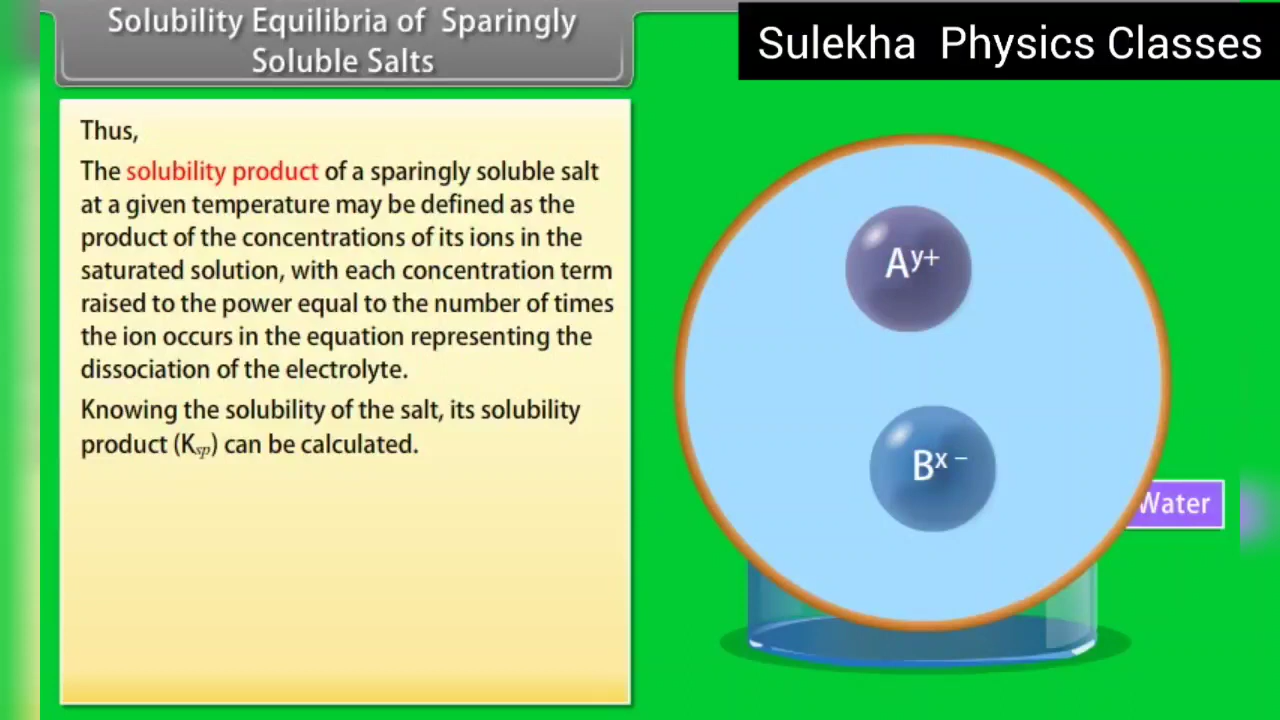 Solubility Equilibria of Sparingly
Soluble Salts
Sulekha Physics Classes
Thus,
The solubility product of a sparingly soluble salt
at a given temperature may be defined as the
product of the concentrations of its ions in the
saturated solution, with each concentration term
raised to the power equal to the number of times
the ion occurs in the equation representing the
dissociation of the electrolyte.
Knowing the solubility of the salt, its solubility
product (Ksp) can be calculated.
Aʸ⁺
Bˣ⁻
Water